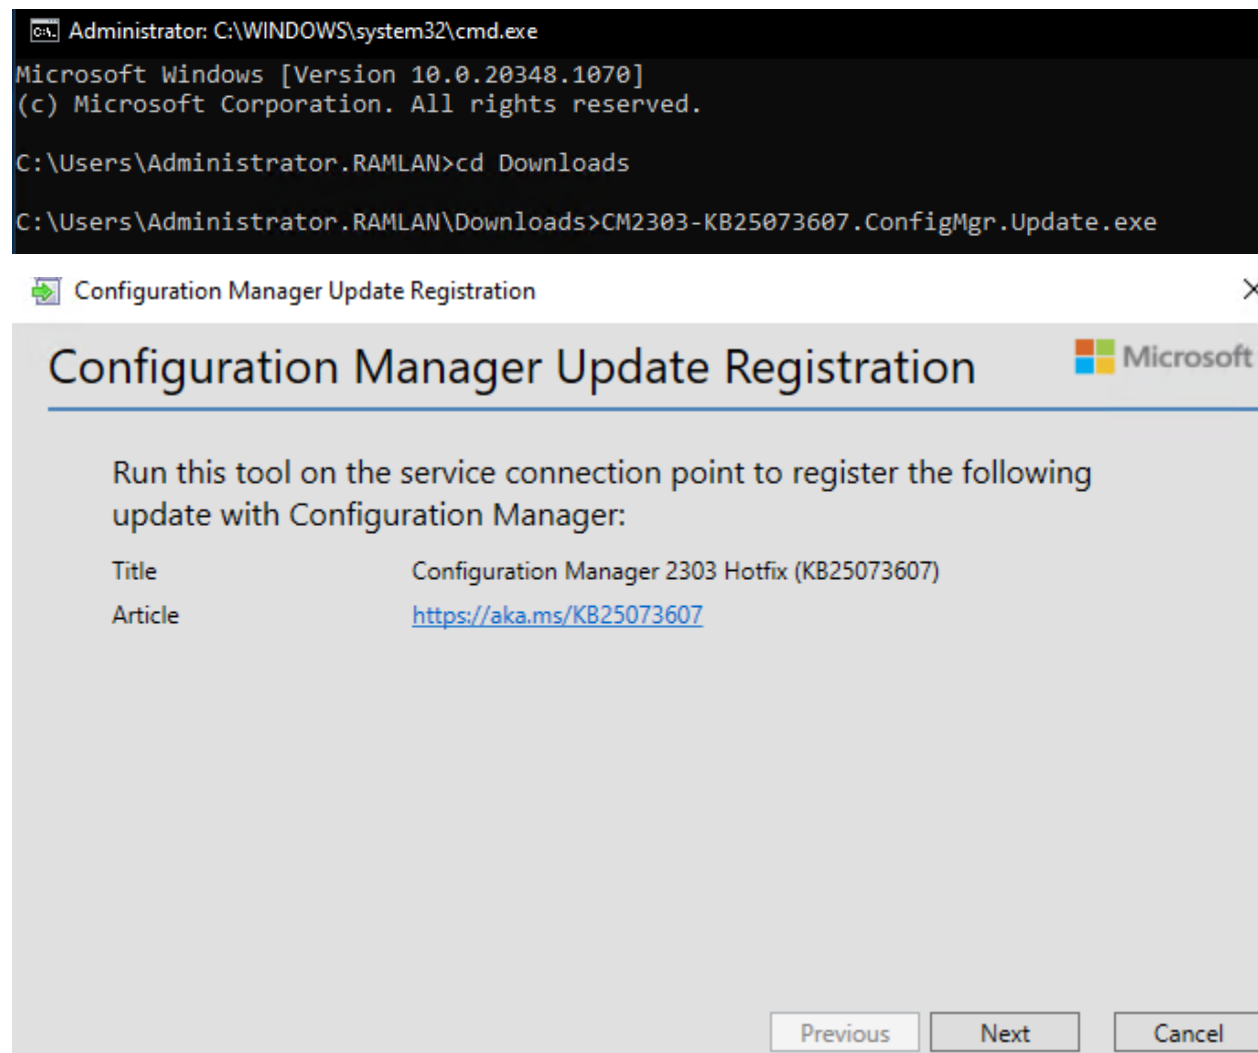 Administrator: C:\WINDOWS\system32\cmd.exe
Microsoft Windows [Version 10.0.20348.1070]
(c) Microsoft Corporation. All rights reserved.
C:\Users\Administrator.RAMLAN>cd Downloads
C:\Users\Administrator.RAMLAN\Downloads>CM2303-KB25073607.ConfigMgr.Update.exe
Configuration Manager Update Registration
Configuration Manager Update Registration
Microsoft
Run this tool on the service connection point to register the following
update with Configuration Manager:
Title Configuration Manager 2303 Hotfix (KB25073607)
Article https://aka.ms/KB25073607
Previous Next Cancel